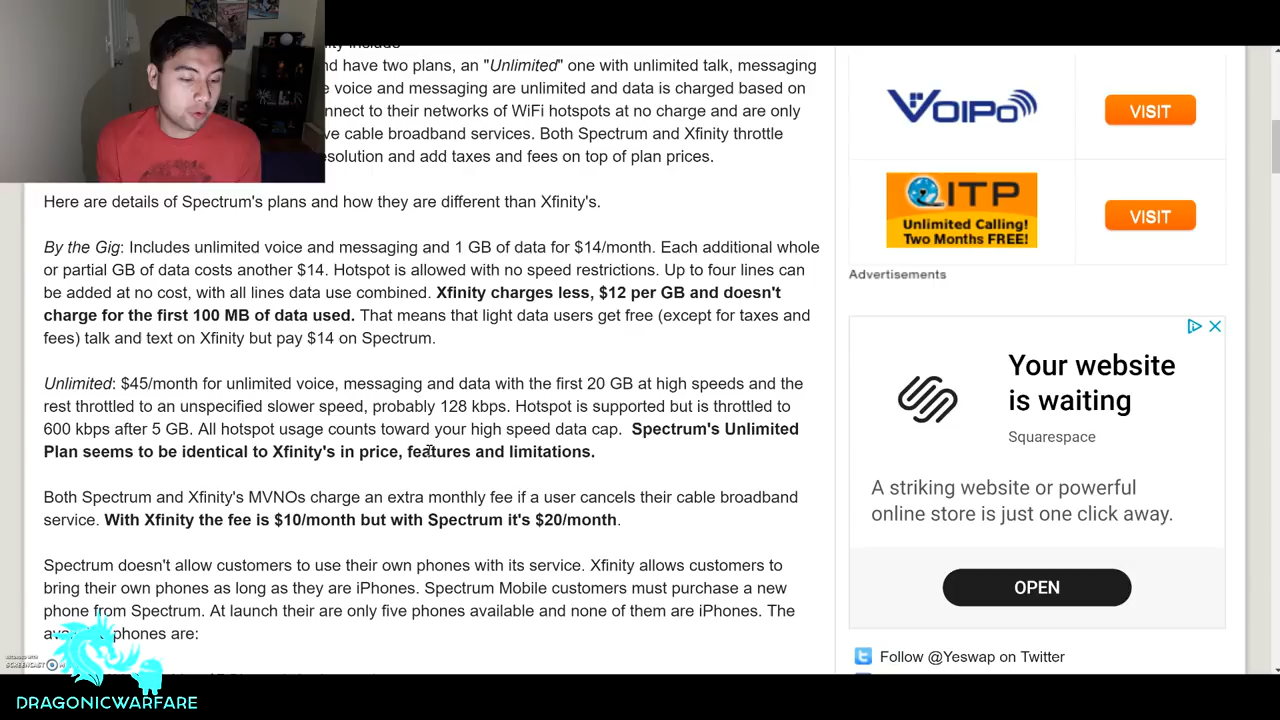 ity include
nd have two plans, an "Unlimited" one with unlimited talk, messaging
e voice and messaging are unlimited and data is charged based on
nnect to their networks of WiFi hotspots at no charge and are only
ve cable broadband services. Both Spectrum and Xfinity throttle
esolution and add taxes and fees on top of plan prices.
Here are details of Spectrum's plans and how they are different than Xfinity's.
By the Gig: Includes unlimited voice end messaging and 1 GB of data for $14/month. Each additional whole
or partial GB of data costs another $14. Hotspot is allowed with no speed restrictions. Up to four lines can
be added at no cost, with all lines data use combined. Xfinity charges less, $12 per GB and doesn't
charge for the first 100 MB of data used. That means that light data users get free (except for taxes and
fees) talk and text on Xfinity but pay $14 on Spectrum.
Unlimited: $45/month for unlimited voice, messaging and data with the first 20 GB at high speeds and the
rest throttled to an unspecified slower speed, probably 128 kbps. Hotspot is supported but is throttled to
600 kbps after 5 GB. All hotspot usage counts toward your high speed data cap. Spectrum's Unlimited
Plan seems to be identical to Xfinity's in price, features and limitations.
Both Spectrum and Xfinity's MVNOs charge an extra monthly fee if a user cancels their cable broadband
service. With Xfinity the fee is $10/month but with Spectrum it's $20/month.
Spectrum doesn't allow customers to use their own phones with its service. Xfinity allows customers to
bring their own phones as long as they are iPhones. Spectrum Mobile customers must purchase a new
phone from Spectrum. At launch their are only five phones available and none of them are iPhones. The
phones are:
VOIPo
VISIT
ITP
Unlimited Calling!
Two Months FREE!
VISIT
Advertisements
Your website
is waiting
Squarespace
A striking website or powerful
online store is just one click away.
OPEN
Follow @Yeswap on Twitter
DRAGONICWARFARE